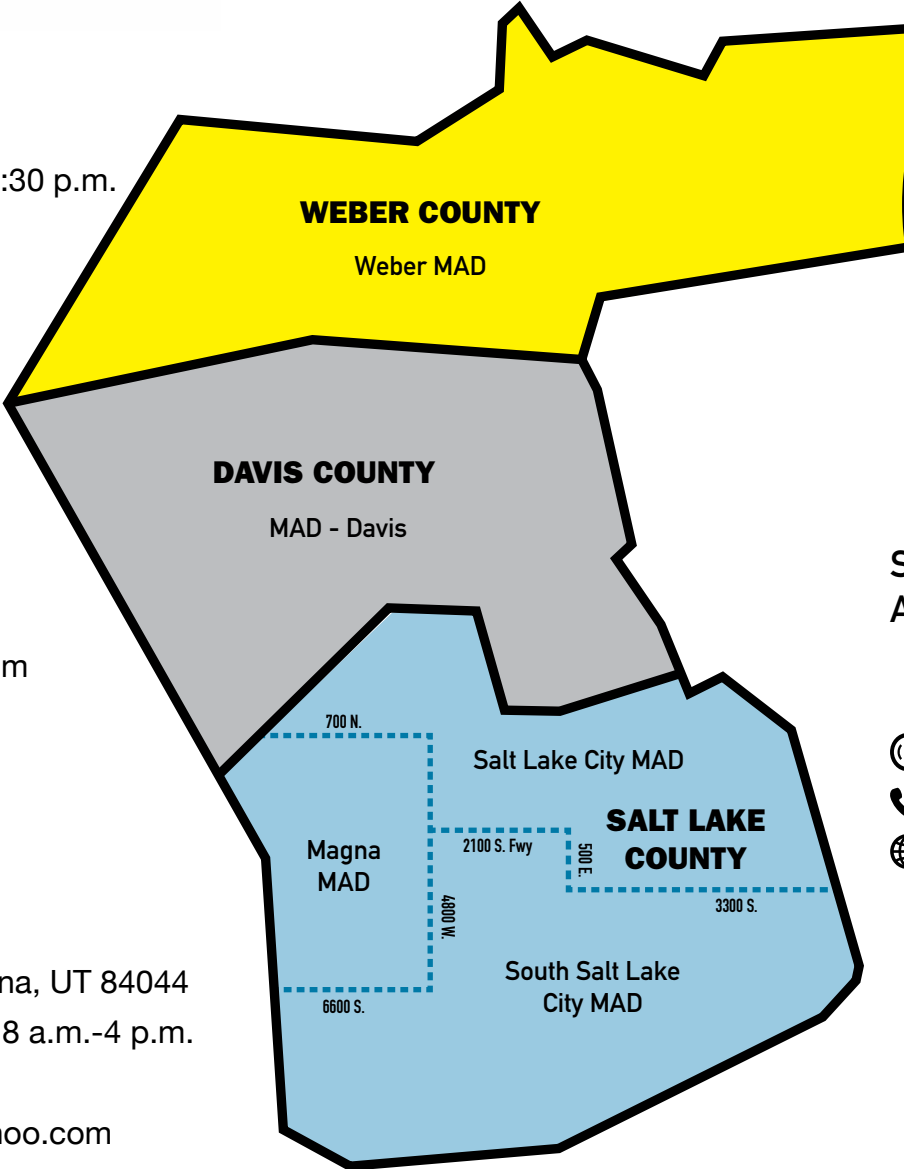 :30 p.m.
WEBER COUNTY
Weber MAD
DAVIS COUNTY
MAD - Davis
m
700 N.
Salt Lake City MAD
SALT LAKE
COUNTY
2100 S. Fwy
500 E.
Magna
MAD
3300 S.
4800 W.
South Salt Lake
City MAD
6600 S.
na, UT 84044
8 a.m.-4 p.m.
oo.com
S
A